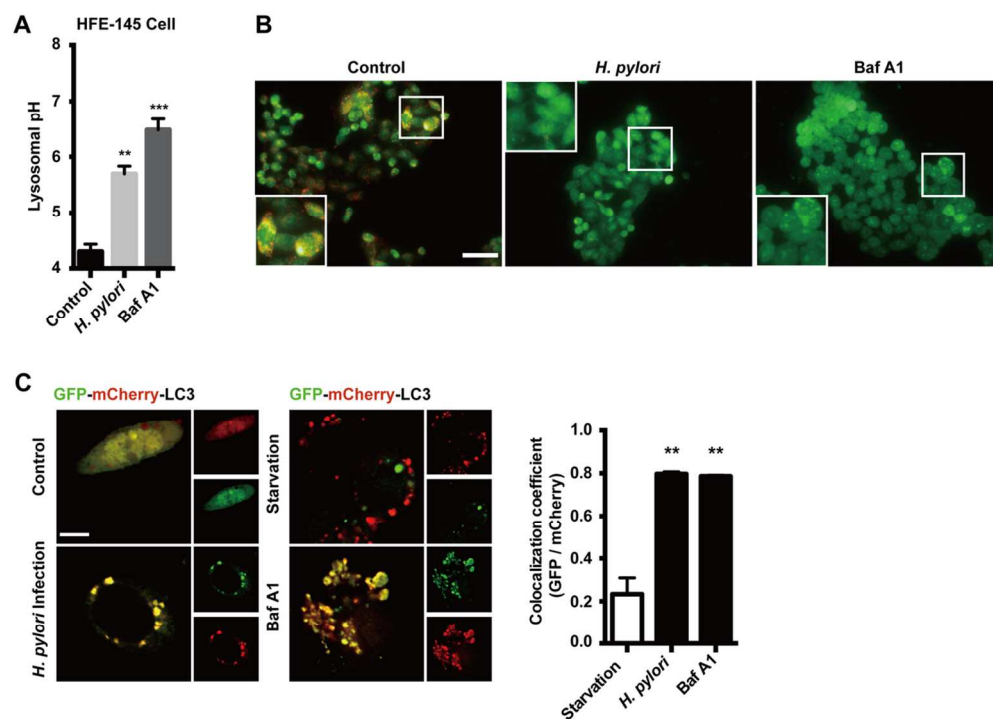 A
HFE-145 Cell
Lysosomal pH
8
7
6
5
4
**
***
Control
H. pylori
Baf A1
B
Control
H. pylori
Baf A1
C
GFP-mCherry-LC3
GFP-mCherry-LC3
Control
Starvation
H. pylori Infection
Baf A1
Colocalization coefficient
(GFP / mCherry)
1.0
0.8
0.6
0.4
0.2
0.0
**
**
Starvation
H. pylori
Baf A1